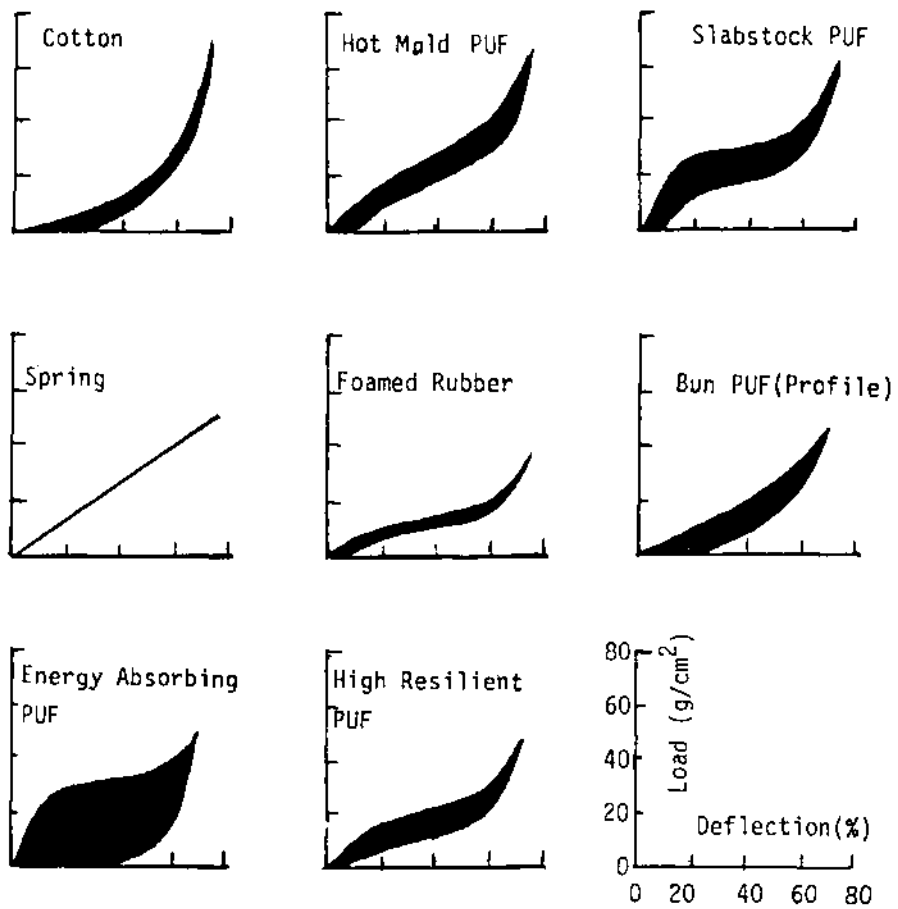 Cotton
Hot Mold PUF
Slabstock PUF
Spring
Foamed Rubber
Bun PUF(Profile)
Energy Absorbing
PUF
High Resilient
PUF
80
60
40
20
0
Load (g/cm²)
Deflection(%)
0 20 40 60 80